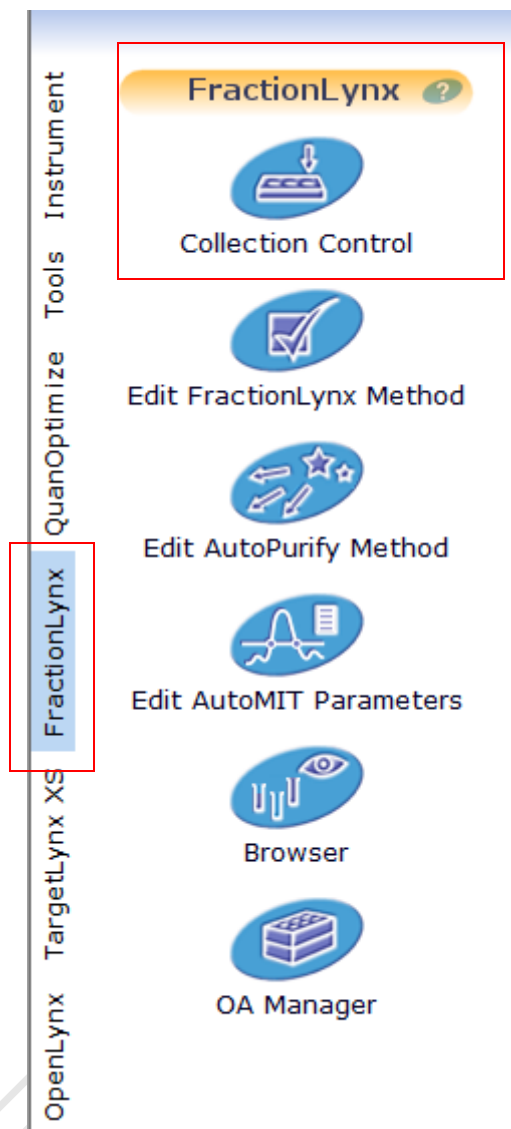 Instrument
Tools
QuanOptimize
FractionLynx
TargetLynx XS
OpenLynx
FractionLynx ?
Collection Control
Edit FractionLynx Method
Edit AutoPurify Method
Edit AutoMIT Parameters
Browser
OA Manager